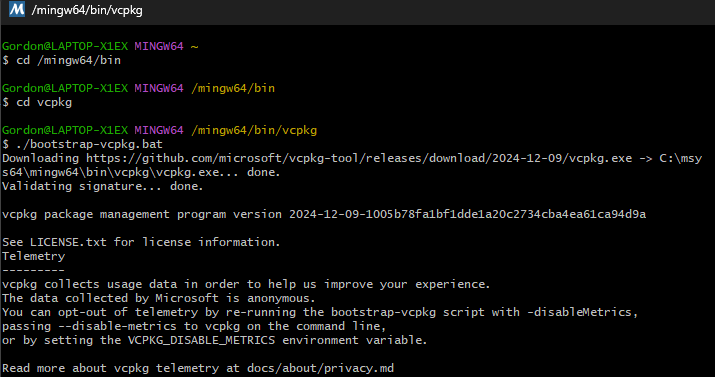 /mingw64/bin/vcpkg
Gordon@LAPTOP-X1EX MINGW64 ~
$ cd /mingw64/bin
Gordon@LAPTOP-X1EX MINGW64 /mingw64/bin
$ cd vcpkg
Gordon@LAPTOP-X1EX MINGW64 /mingw64/bin/vcpkg
$ ./bootstrap-vcpkg.bat
Downloading https://github.com/microsoft/vcpkg-tool/releases/download/2024-12-09/vcpkg.exe -> C:\msy
s64\mingw64\bin\vcpkg\vcpkg.exe... done.
Validating signature... done.
vcpkg package management program version 2024-12-09-1005b78fa1bf1dde1a20c2734cba4ea61ca94d9a
See LICENSE.txt for license information.
Telemetry
---------
vcpkg collects usage data in order to help us improve your experience.
The data collected by Microsoft is anonymous.
You can opt-out of telemetry by re-running the bootstrap-vcpkg script with -disableMetrics,
passing --disable-metrics to vcpkg on the command line,
or by setting the VCPKG_DISABLE_METRICS environment variable.
Read more about vcpkg telemetry at docs/about/privacy.md